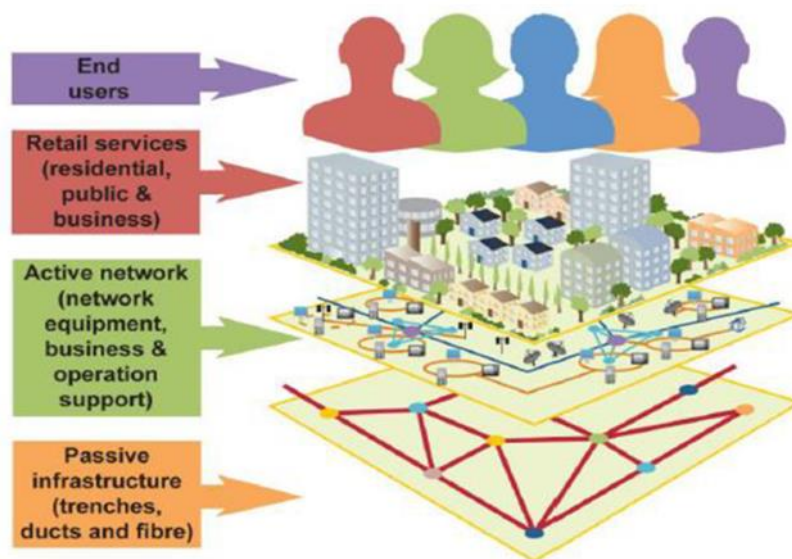 End
users
Retail services
(residential,
public &
business)
Active network
(network
equipment,
business &
operation
support)
Passive
infrastructure
(trenches,
ducts and fibre)